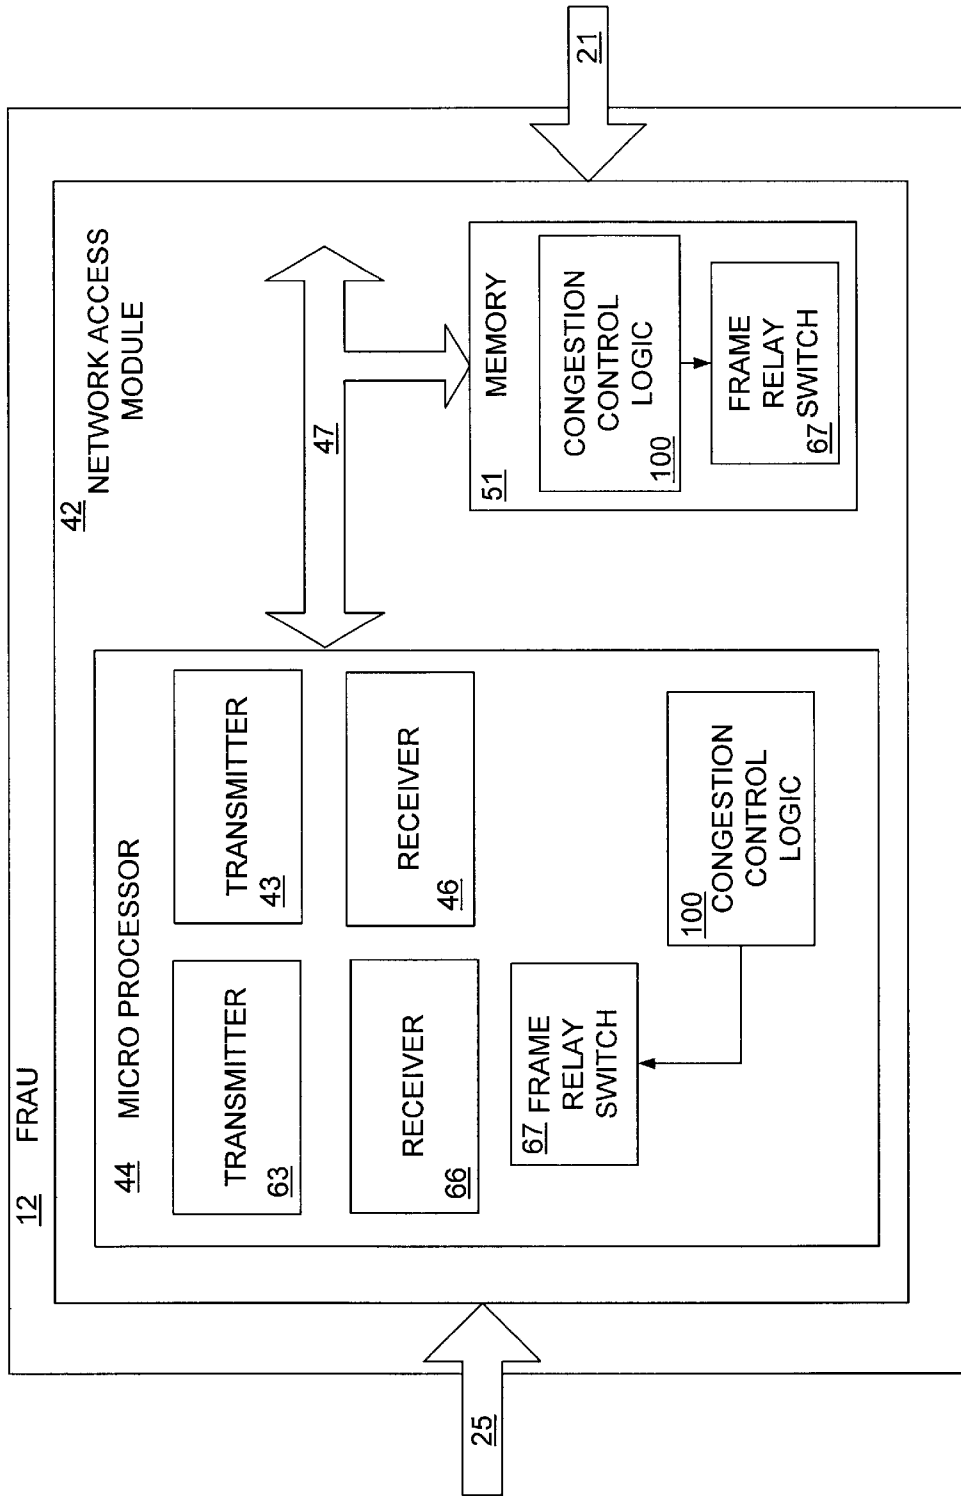 12 FRAU
42 NETWORK ACCESS
MODULE
44 MICRO PROCESSOR
TRANSMITTER
63
TRANSMITTER
43
RECEIVER
66
RECEIVER
46
67 FRAME
RELAY
SWITCH
100
CONGESTION
CONTROL
LOGIC
47
51
MEMORY
CONGESTION
CONTROL
LOGIC
100
FRAME
RELAY
SWITCH
67
25
21